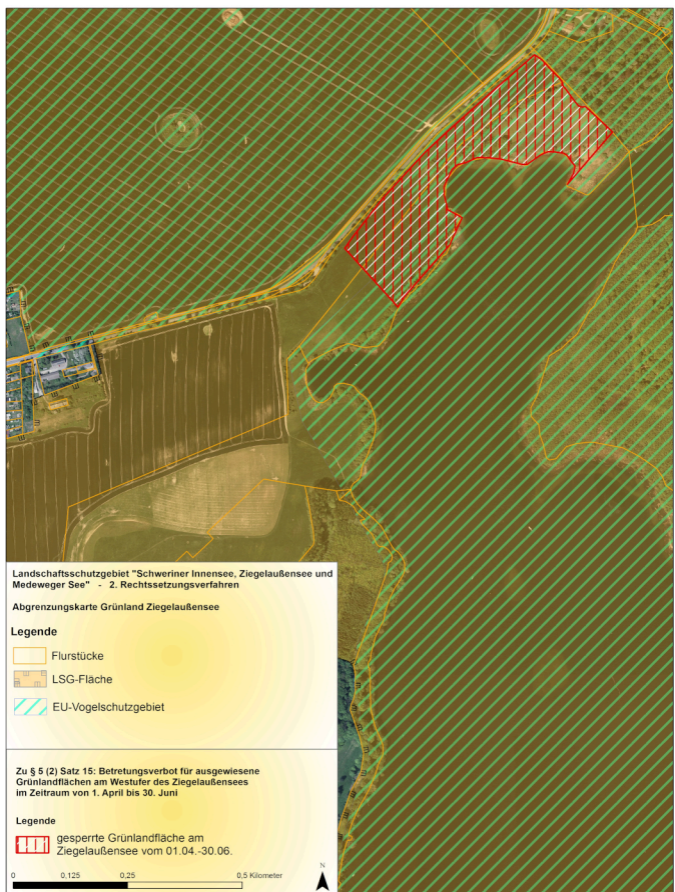 Landschaftsschutzgebiet "Schweriner Innensee, Ziegelaußensee und
Medeweger See" - 2. Rechtssetzungsverfahren
Abgrenzungskarte Grünland Ziegelaußensee
Legende
Flurstücke
LSG-Fläche
EU-Vogelschutzgebiet
Zu § 5 (2) Satz 15: Betretungsverbot für ausgewiesene
Grünlandflächen am Westufer des Ziegelaußensees
im Zeitraum von 1. April bis 30. Juni
Legende
gesperrte Grünlandfläche am
Ziegelaußensee vom 01.04.-30.06.
0 0,125 0,25 0,5 Kilometer
N